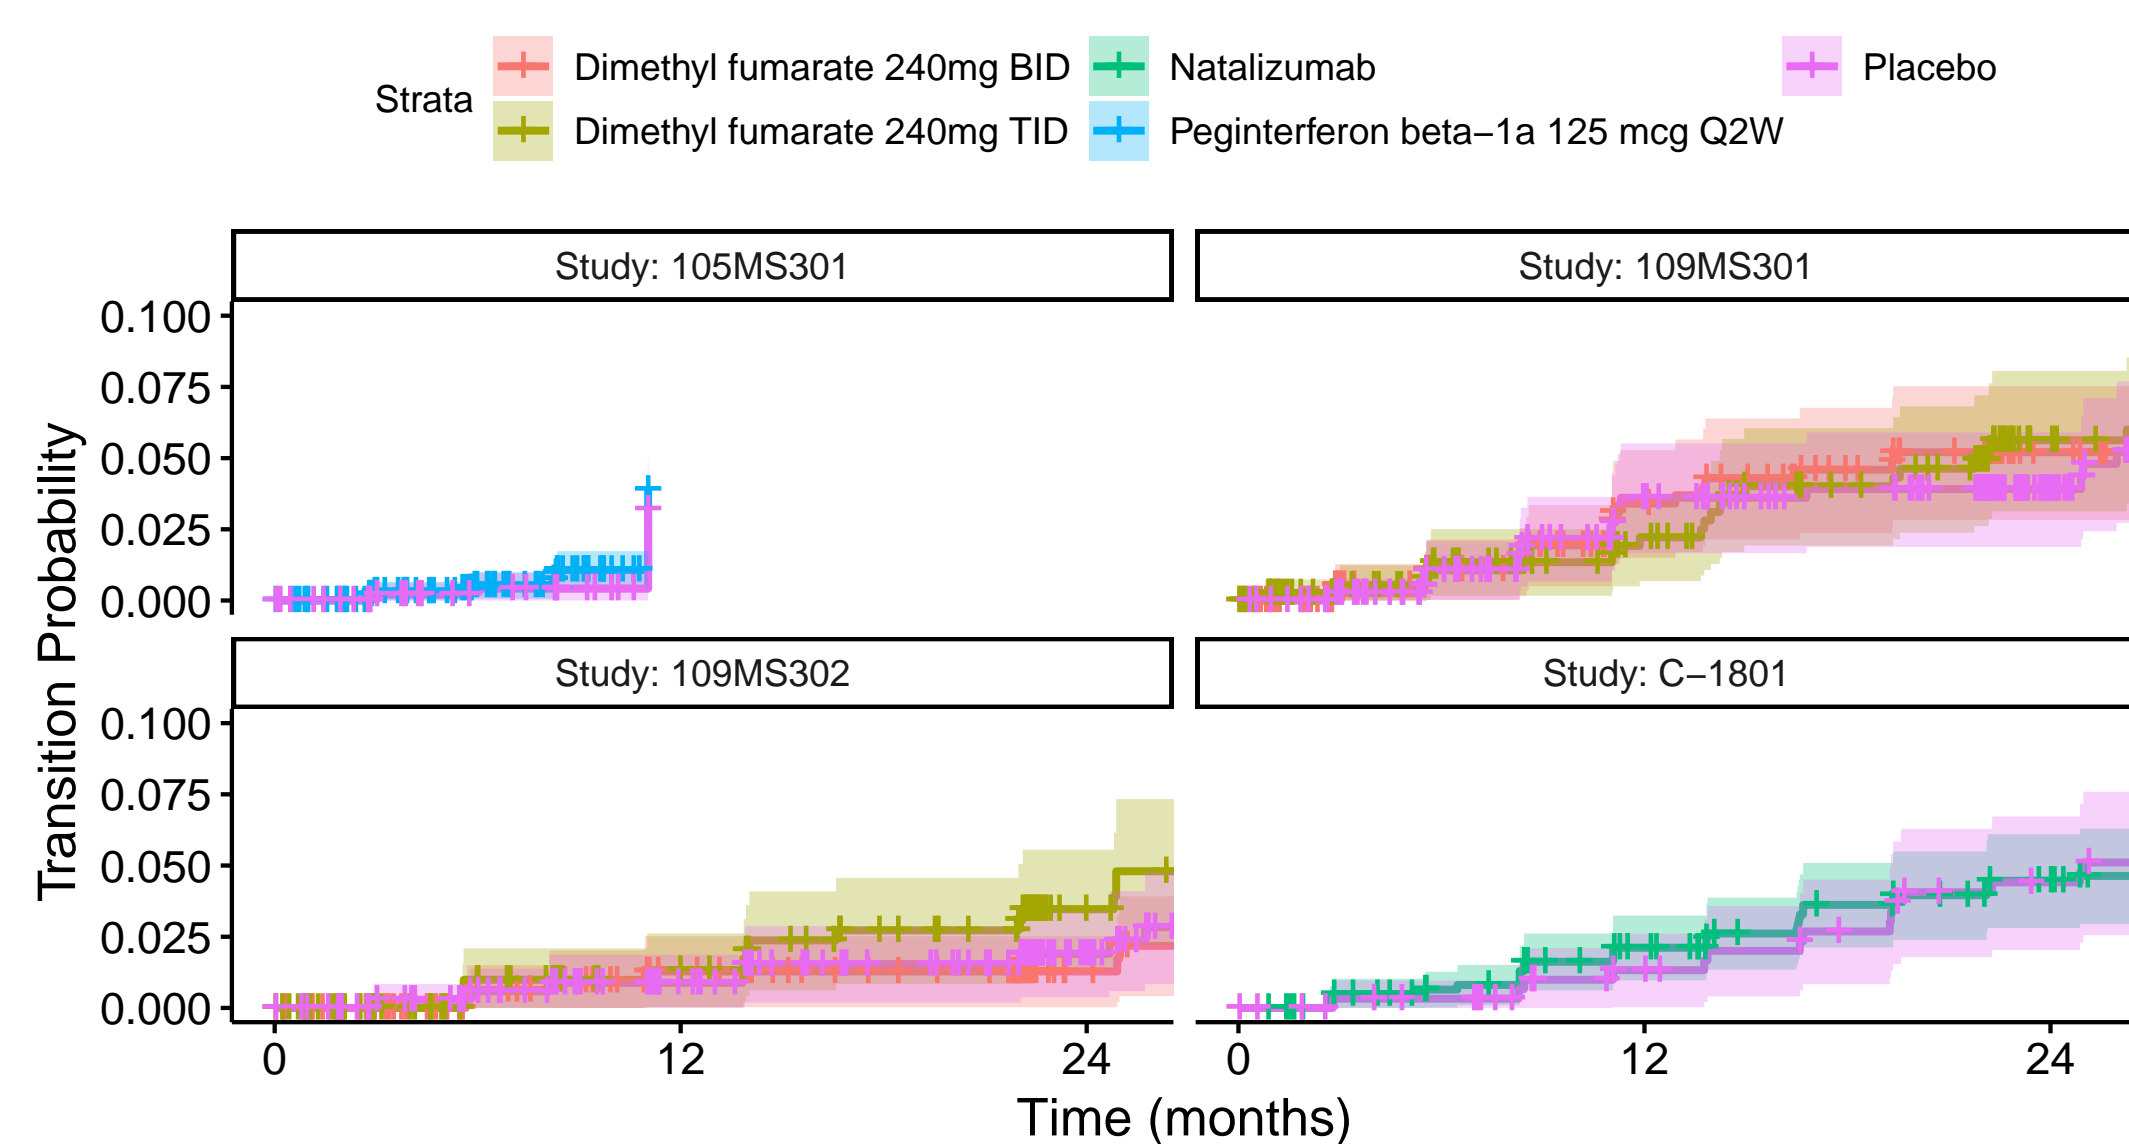 Strata
Dimethyl fumarate 240mg BID
Dimethyl fumarate 240mg TID
Natalizumab
Peginterferon beta−1a 125 mcg Q2W
Placebo
Study: 105MS301
Study: 109MS301
0.100
0.075
0.050
0.025
0.000
Study: 109MS302
Study: C−1801
0.100
0.075
0.050
0.025
0.000
0
12
24
0
12
24
Transition Probability
Time (months)